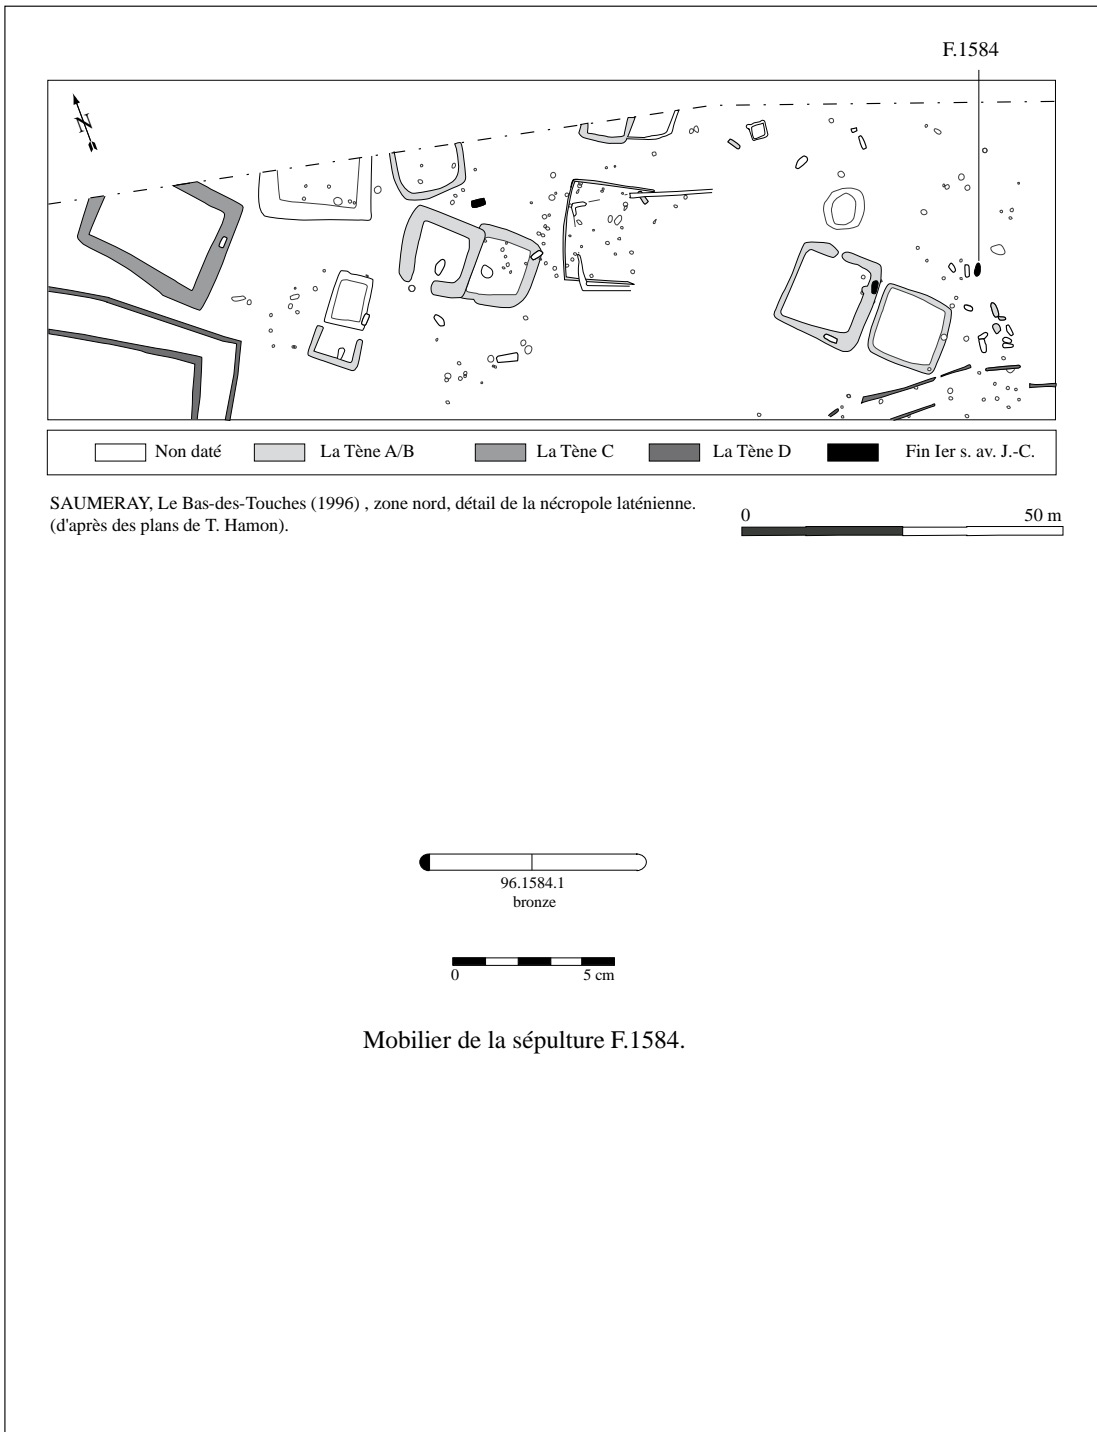 F.1584
N
Non daté La Tène A/B La Tène C La Tène D Fin Ier s. av. J.-C.
SAUMERAY, Le Bas-des-Touches (1996) , zone nord, détail de la nécropole laténienne.
(d'après des plans de T. Hamon).
0 50 m
96.1584.1
bronze
0 5 cm
Mobilier de la sépulture F.1584.